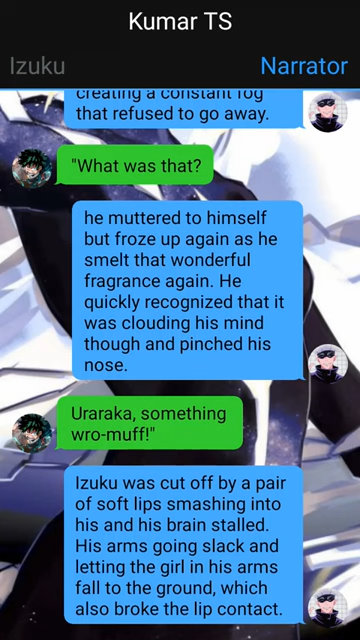 Kumar TS
Izuku
Narrator
creating a constant fog
that refused to go away.
"What was that?
he muttered to himself
but froze up again as he
smelt that wonderful
fragrance again. He
quickly recognized that it
was clouding his mind
though and pinched his
nose.
Uraraka, something
wro-muff!"
Izuku was cut off by a pair
of soft lips smashing into
his and his brain stalled.
His arms going slack and
letting the girl in his arms
fall to the ground, which
also broke the lip contact.